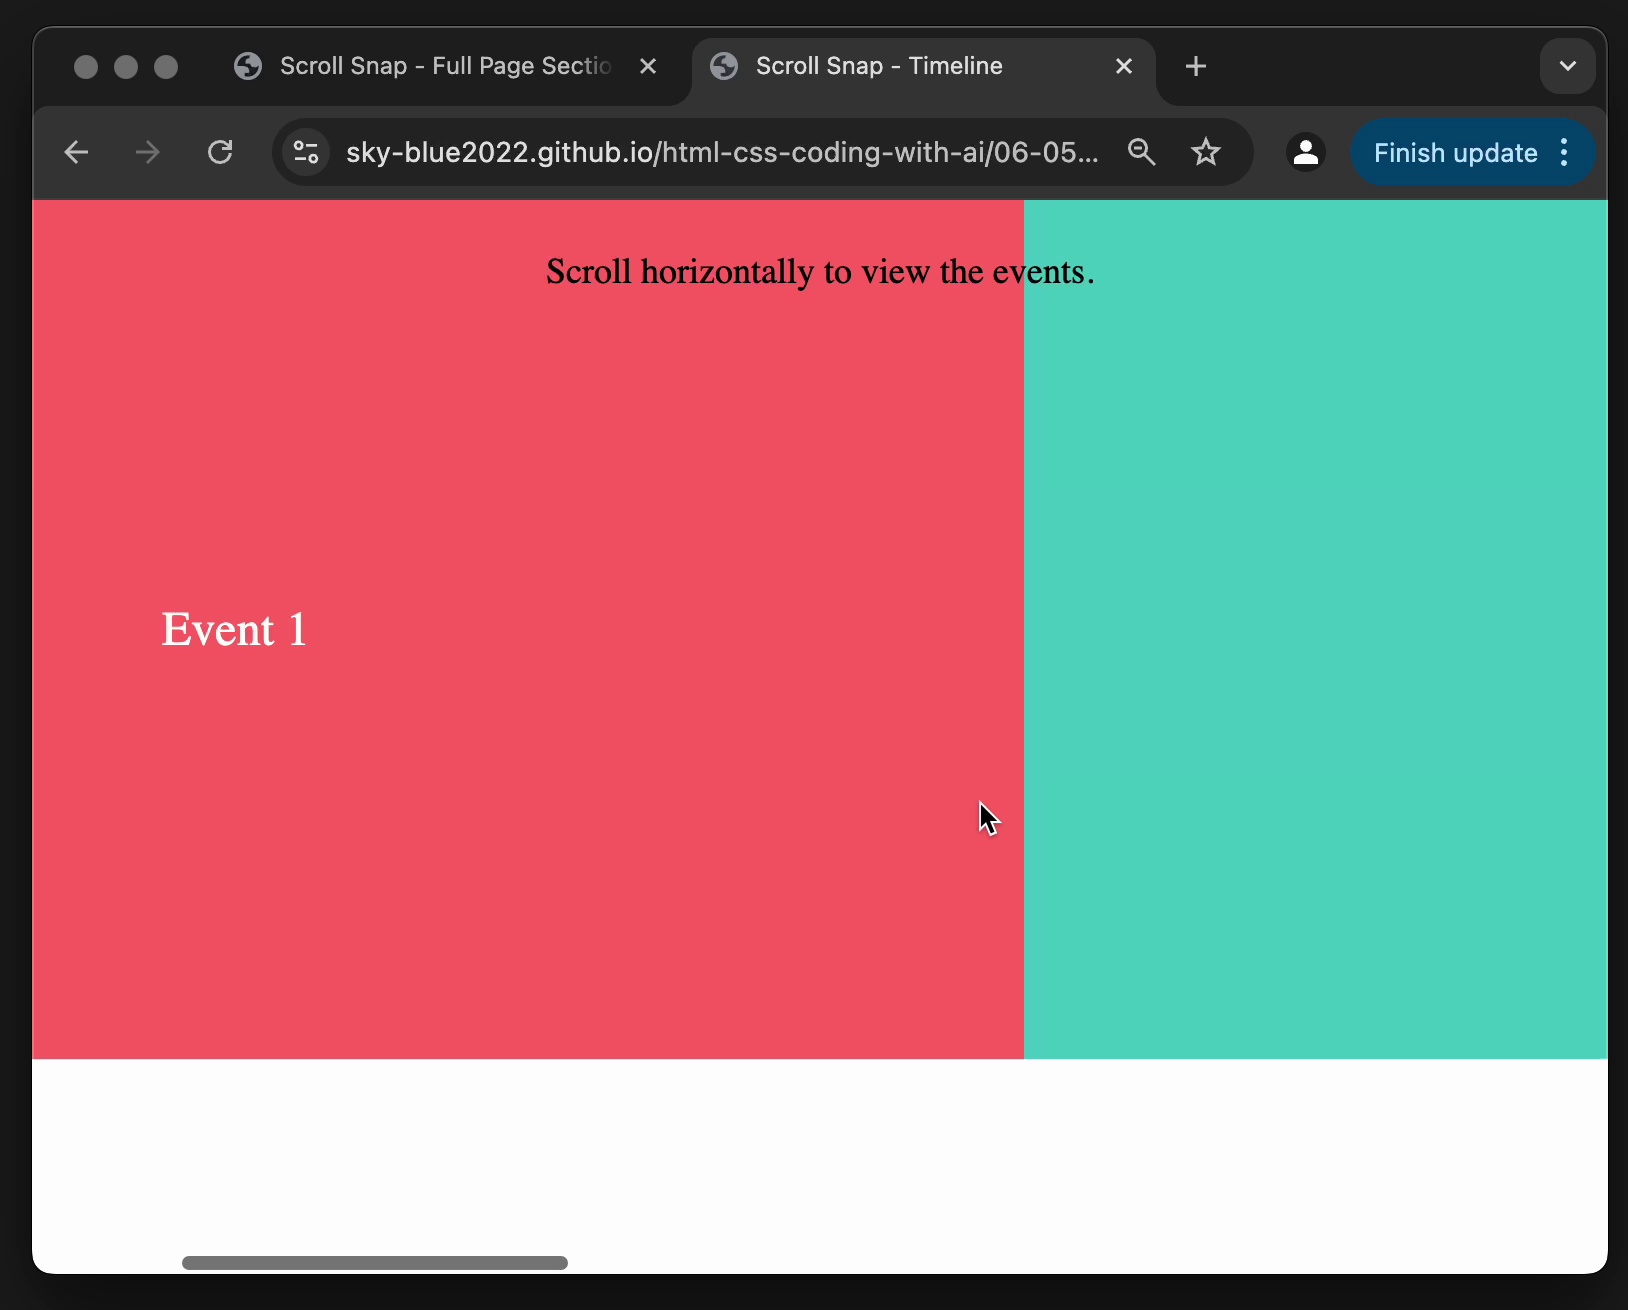 Scroll Snap - Full Page Sectio
Scroll Snap - Timeline
sky-blue2022.github.io/html-css-coding-with-ai/06-05...
Finish update
Scroll horizontally to view the events.
Event 1